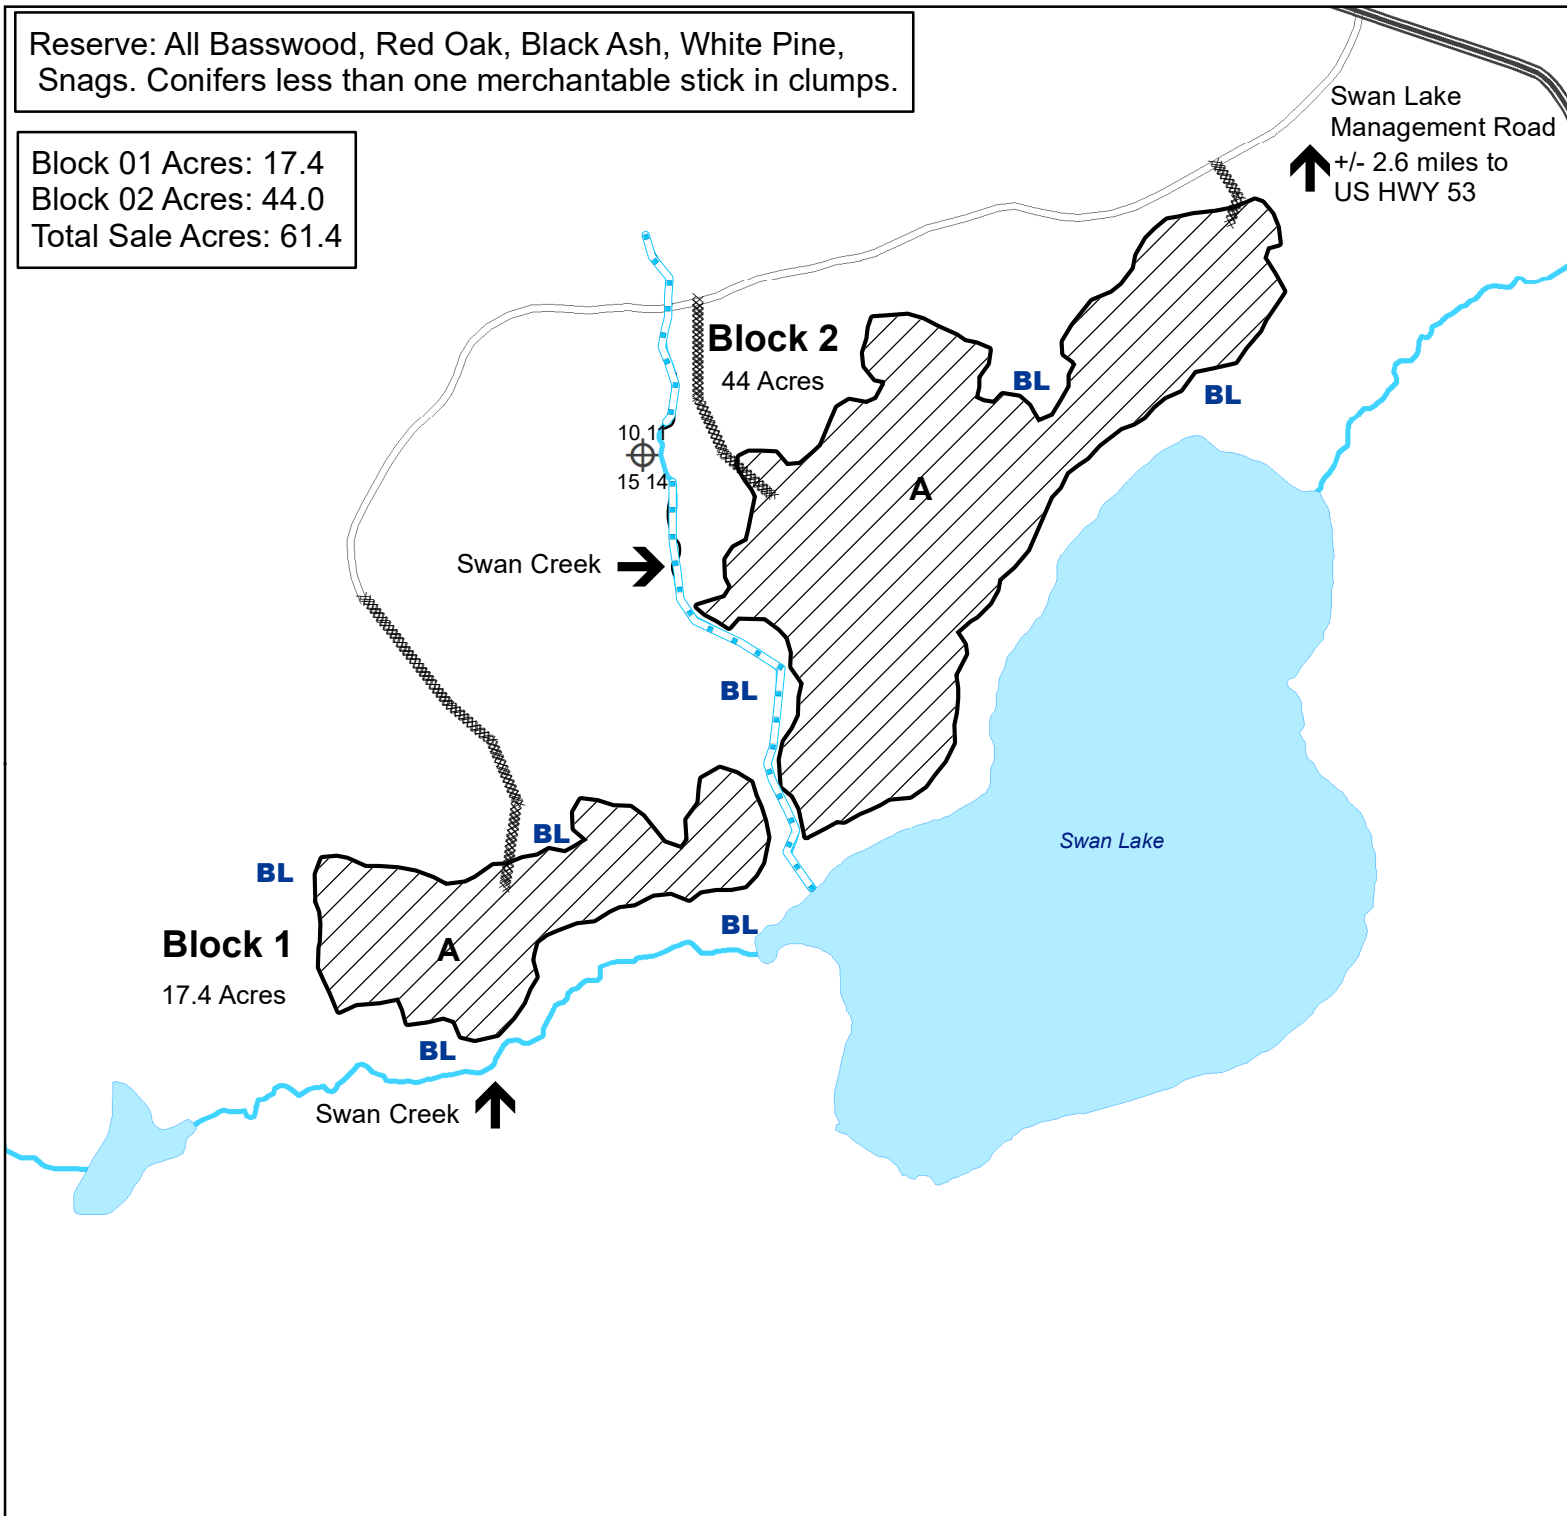 Reserve: All Basswood, Red Oak, Black Ash, White Pine,
Snags. Conifers less than one merchantable stick in clumps.
Block 01 Acres: 17.4
Block 02 Acres: 44.0
Total Sale Acres: 61.4
Swan Lake
Management Road
+/- 2.6 miles to
US HWY 53
Block 2
44 Acres
BL
BL
10 11
15 14
A
Swan Creek
BL
Swan Lake
BL
BL
Block 1
17.4 Acres
A
BL
BL
Swan Creek